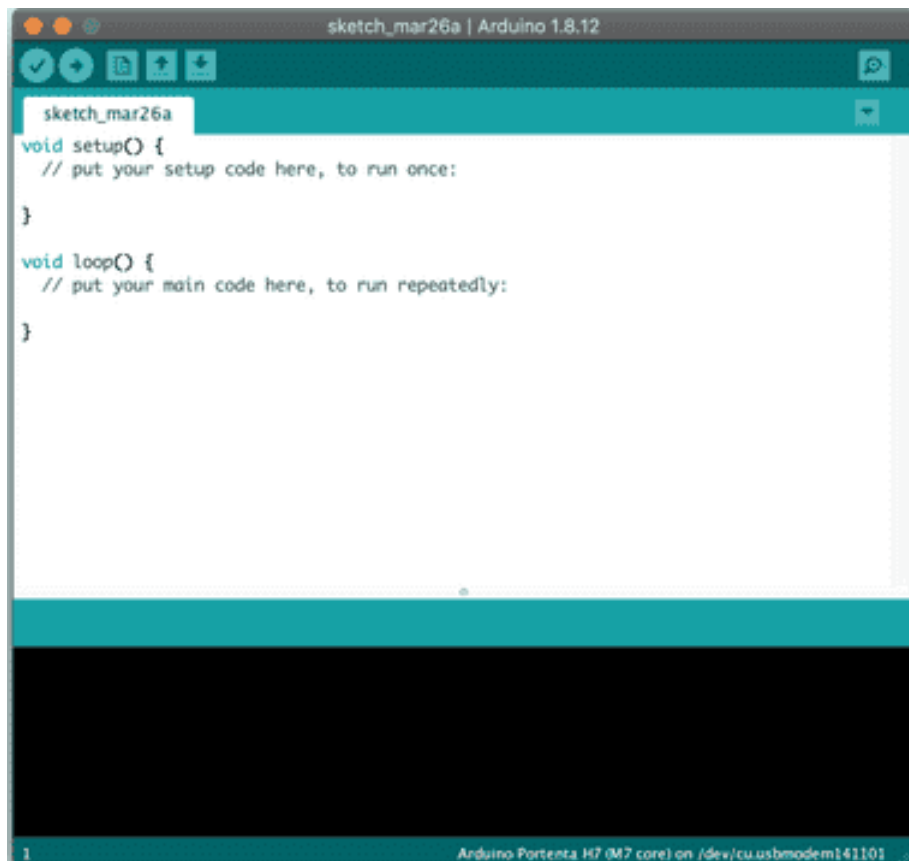 sketch_mar26a | Arduino 1.8.12
sketch_mar26a
void setup() {
  // put your setup code here, to run once:
}
void loop() {
  // put your main code here, to run repeatedly:
}
1 Arduino Portenta H7 (M7 core) on /dev/cu.usbmodem141101